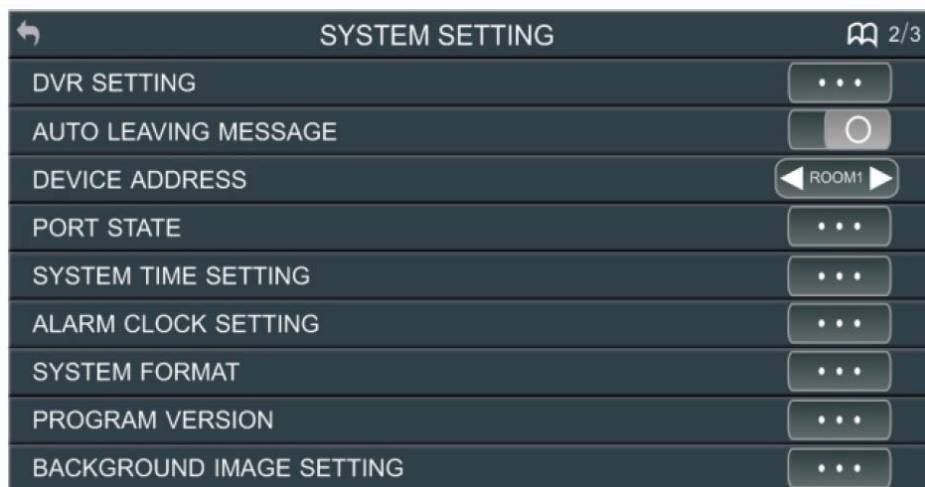 SYSTEM SETTING 2/3
DVR SETTING
AUTO LEAVING MESSAGE
DEVICE ADDRESS ROOM1
PORT STATE
SYSTEM TIME SETTING
ALARM CLOCK SETTING
SYSTEM FORMAT
PROGRAM VERSION
BACKGROUND IMAGE SETTING